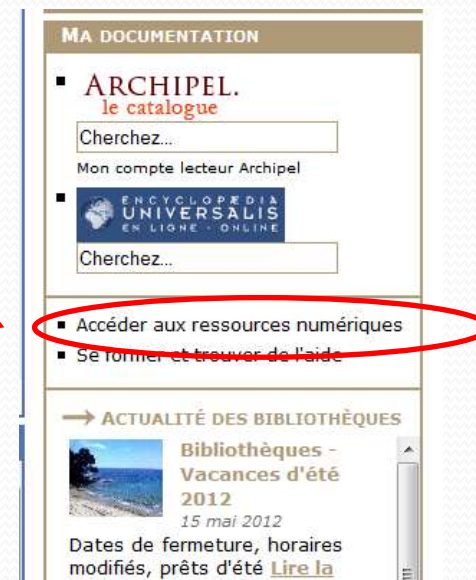 MA DOCUMENTATION
ARCHIPEL.
le catalogue
Cherchez...
Mon compte lecteur Archipel
ENCYCLOPÆDIA
UNIVERSALIS
EN LIGNE - ONLINE
Cherchez...
Accéder aux ressources numériques
Se former et trouver de l'aide
ACTUALITÉ DES BIBLIOTHÈQUES
Bibliothèques -
Vacances d'été
2012
15 mai 2012
Dates de fermeture, horaires
modifiés, prêts d'été Lire la